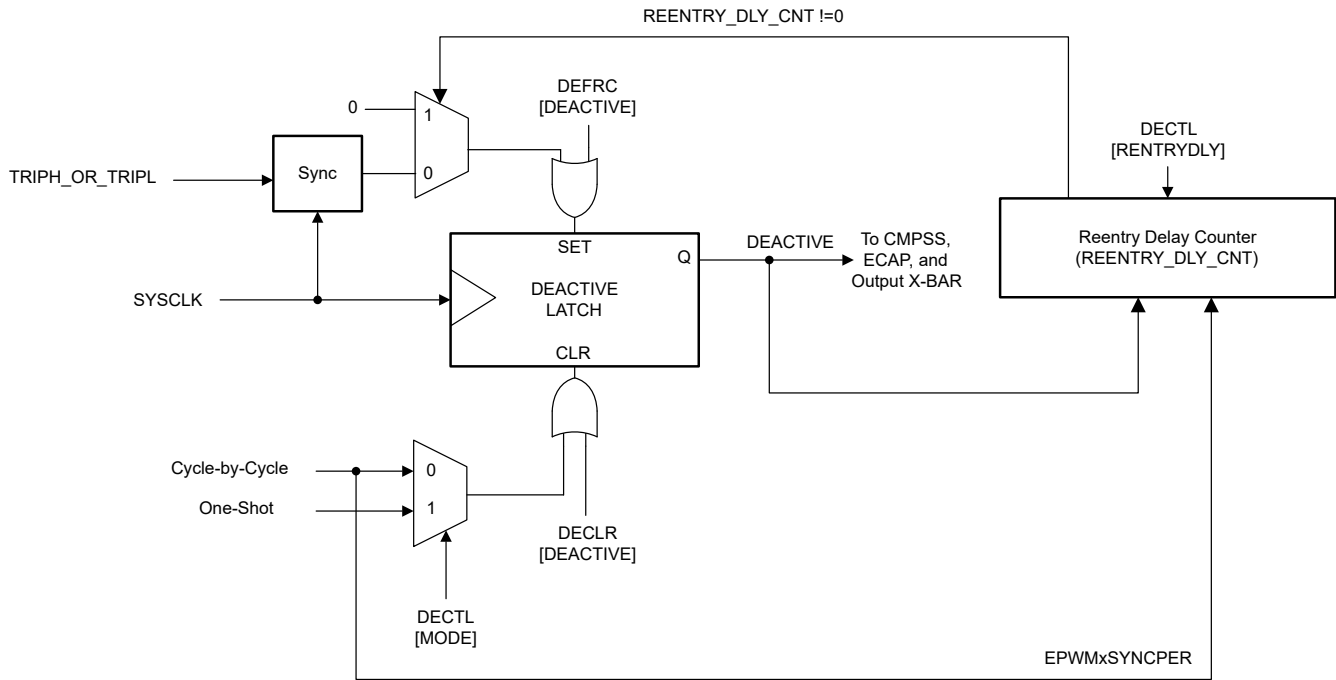 REENTRY_DLY_CNT !=0
DEFRC
[DEACTIVE]
0
1
DECTL
[RENTRYDLY]
TRIPH_OR_TRIPL
Sync
0
SET
Q
DEACTIVE
To CMPSS,
ECAP, and
Output X-BAR
Reentry Delay Counter
(REENTRY_DLY_CNT)
SYSCLK
DEACTIVE
LATCH
CLR
Cycle-by-Cycle
0
One-Shot
1
DECLR
[DEACTIVE]
DECTL
[MODE]
EPWMxSYNCPER